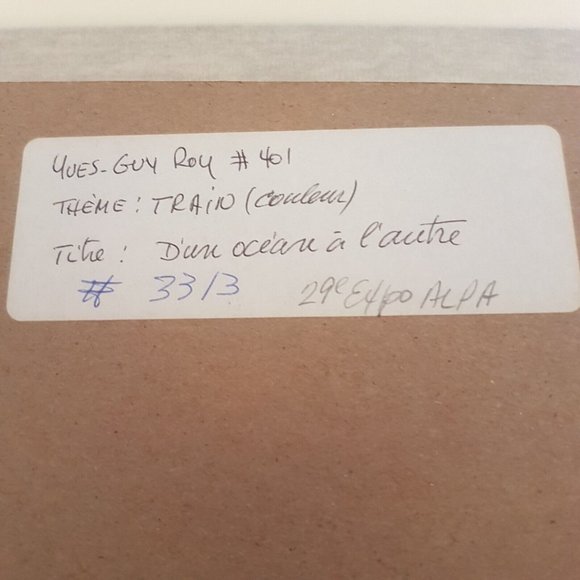 YVES-GUY ROY # 401
THÈME: TRAIN (couleur)
Titre: D'un océan à l'autre
# 3313 29e Expo ALPA